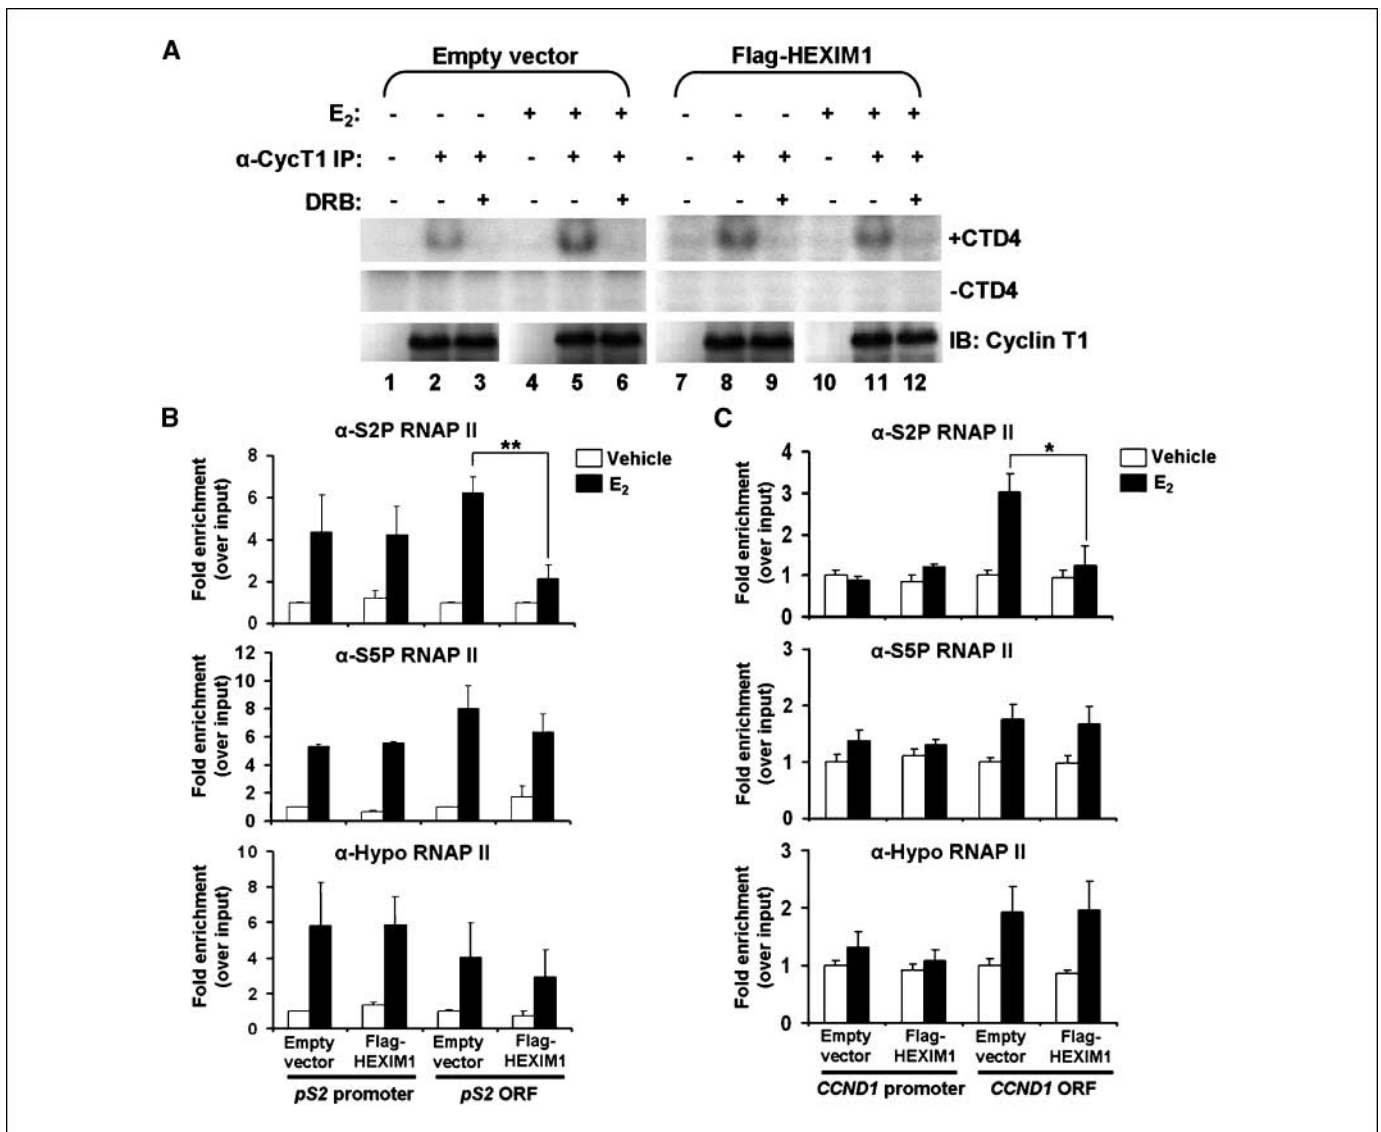 A
Empty vector Flag-HEXIM1
E2: - - - + + + - - - + + +
α-CycT1 IP: - + + - + + - + + - + +
DRB: - - + - - + - - + - - +
+CTD4
-CTD4
IB: Cyclin T1
1 2 3 4 5 6 7 8 9 10 11 12
B
α-S2P RNAP II
Fold enrichment
(over input)
8
6
4
2
0
**
Vehicle
E2
α-S5P RNAP II
Fold enrichment
(over input)
12
10
8
6
4
2
0
α-Hypo RNAP II
Fold enrichment
(over input)
10
8
6
4
2
0
Empty Flag- Empty Flag-
vector HEXIM1 vector HEXIM1
pS2 promoter pS2 ORF
C
α-S2P RNAP II
Fold enrichment
(over input)
4
3
2
1
0
*
Vehicle
E2
α-S5P RNAP II
Fold enrichment
(over input)
3
2
1
0
α-Hypo RNAP II
Fold enrichment
(over input)
3
2
1
0
Empty Flag- Empty Flag-
vector HEXIM1 vector HEXIM1
CCND1 promoter CCND1 ORF